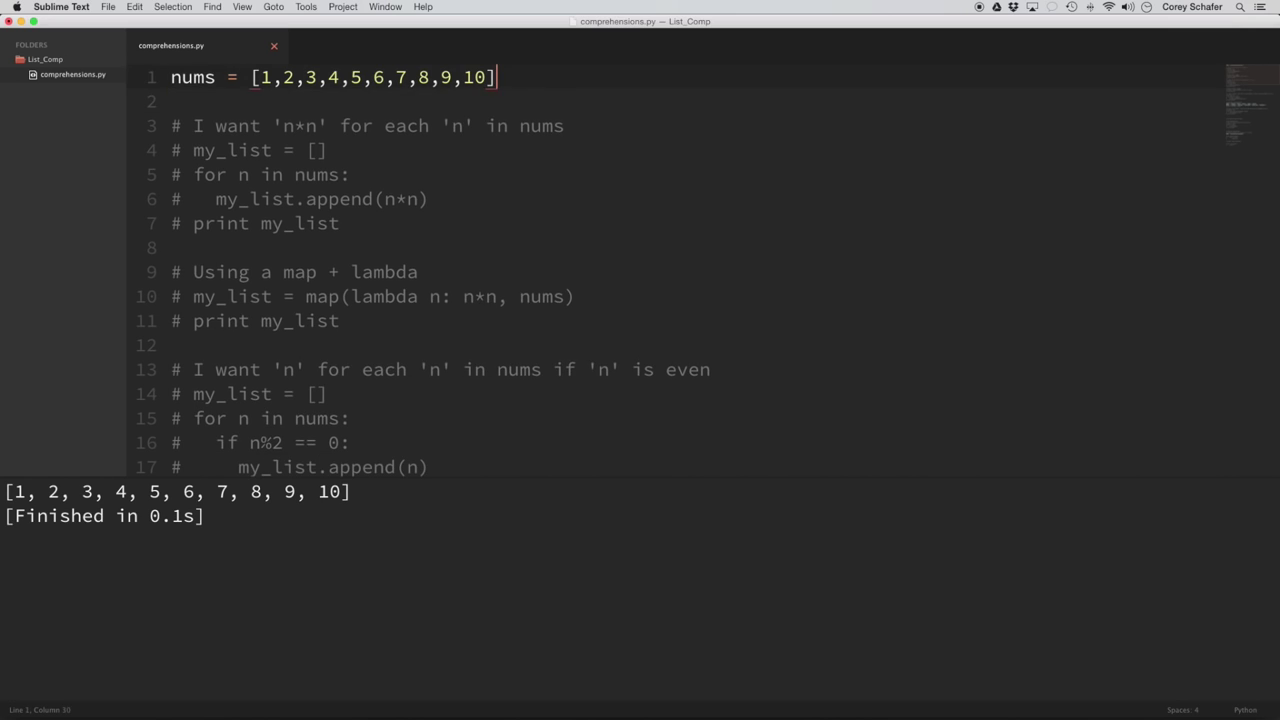 Sublime Text File Edit Selection Find View Goto Tools Project Window Help Corey Schafer
comprehensions.py — List_Comp
FOLDERS
List_Comp
comprehensions.py
comprehensions.py ×
1 nums = [1,2,3,4,5,6,7,8,9,10]
2
3 # I want 'n*n' for each 'n' in nums
4 # my_list = []
5 # for n in nums:
6 #   my_list.append(n*n)
7 # print my_list
8
9 # Using a map + lambda
10 # my_list = map(lambda n: n*n, nums)
11 # print my_list
12
13 # I want 'n' for each 'n' in nums if 'n' is even
14 # my_list = []
15 # for n in nums:
16 #   if n%2 == 0:
17 #     my_list.append(n)
[1, 2, 3, 4, 5, 6, 7, 8, 9, 10]
[Finished in 0.1s]
Line 1, Column 30 Spaces: 4 Python